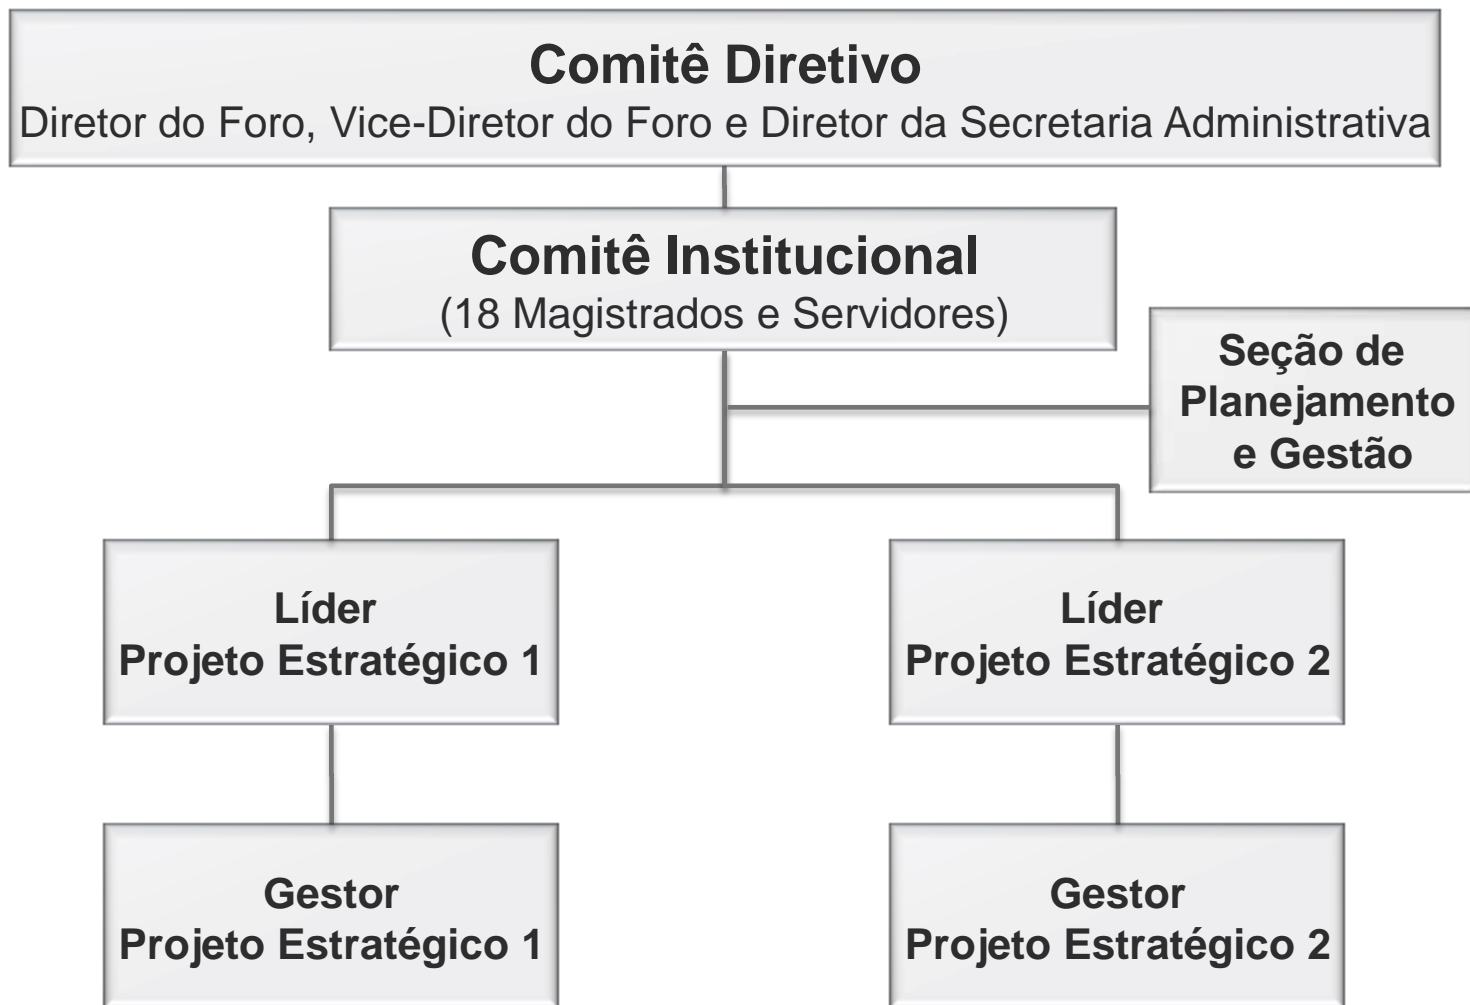 Comitê Diretivo
Diretor do Foro, Vice-Diretor do Foro e Diretor da Secretaria Administrativa
Comitê Institucional
(18 Magistrados e Servidores)
Seção de
Planejamento
e Gestão
Líder
Projeto Estratégico 1
Líder
Projeto Estratégico 2
Gestor
Projeto Estratégico 1
Gestor
Projeto Estratégico 2